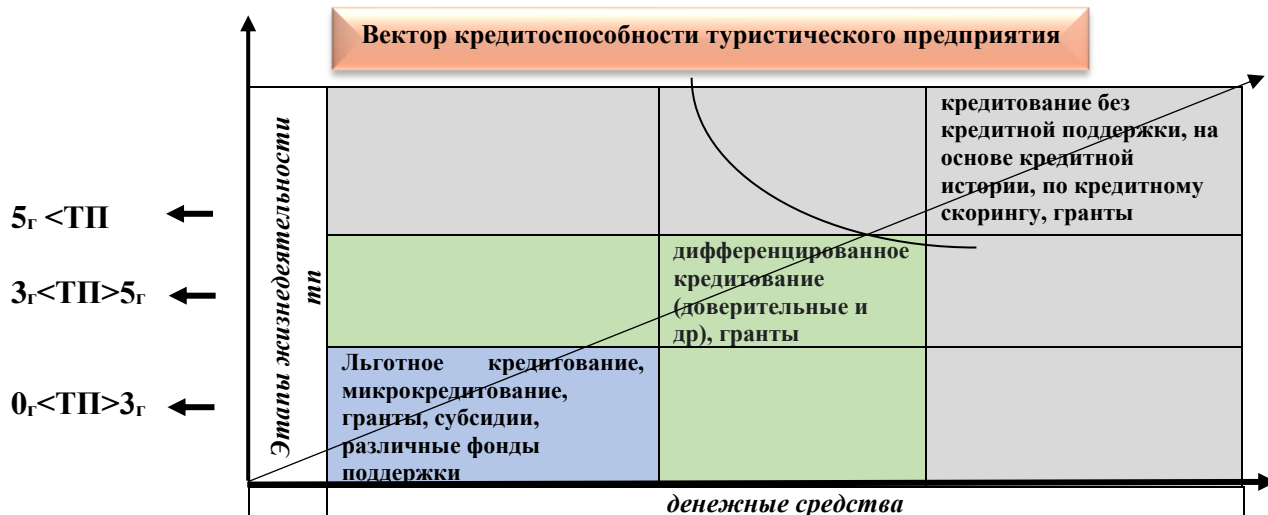 Вектор кредитоспособности туристического предприятия
Этапы жизнедеятельности
тп
5г <ТП
3г<ТП>5г
0г<ТП>3г
кредитование без
кредитной поддержки, на
основе кредитной
истории, по кредитному
скорингу, гранты
дифференцированное
кредитование
(доверительные и
др), гранты
Льготное кредитование,
микрокредитование,
гранты, субсидии,
различные фонды
поддержки
денежные средства